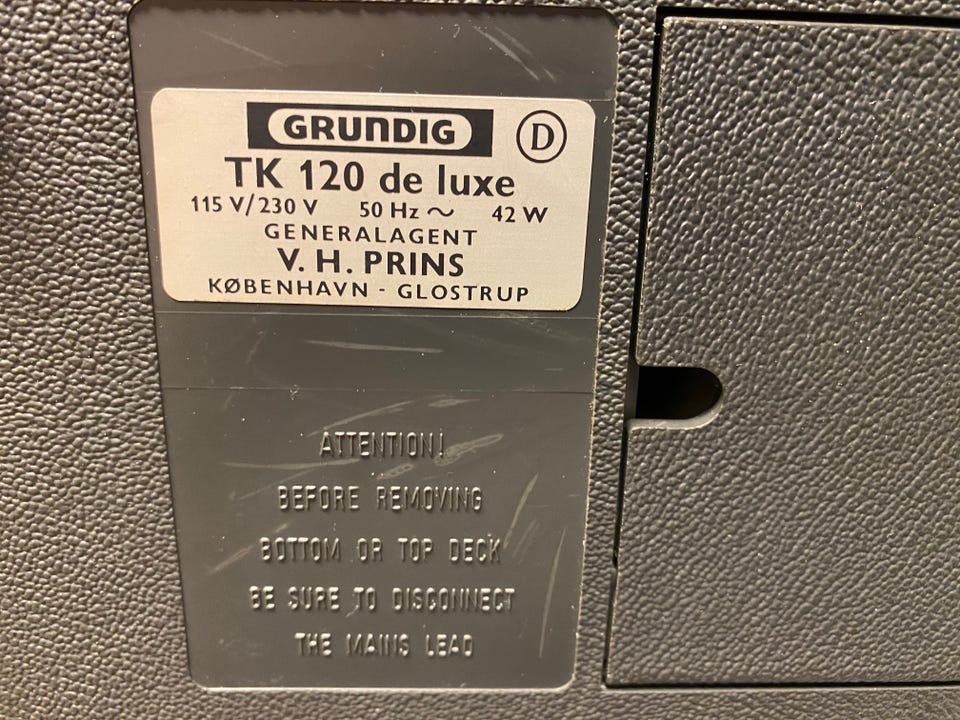 GRUNDIG
D
TK 120 de luxe
115 V/230 V 50 Hz ~ 42 W
GENERALAGENT
V. H. PRINS
KØBENHAVN - GLOSTRUP
ATTENTION!
BEFORE REMOVING
BOTTOM OR TOP DECK
BE SURE TO DISCONNECT
THE MAINS LEAD